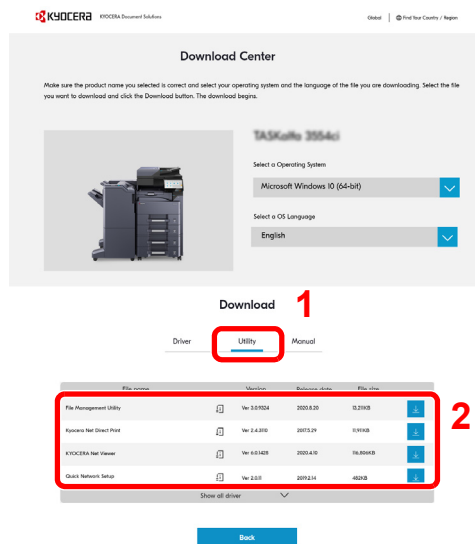 KYOCERA KYOCERA Document Solutions Global Find Your Country / Region
Download Center
Make sure the product name you selected is correct and select your operating system and the language of the file you are downloading. Select the file
you want to download and click the Download button. The download begins.
TASKalfa 3554ci
Select a Operating System
Microsoft Windows 10 (64-bit)
Select a OS Language
English
Download 1
Driver Utility Manual
File name Version Release date File size
File Management Utility Ver 3.0.9324 2020.8.20 13,211KB
2
Kyocera Net Direct Print Ver 2.4.3110 2017.5.29 11,911KB
KYOCERA Net Viewer Ver 6.0.1428 2020.4.10 116,806KB
Quick Network Setup Ver 2.0.11 2019.2.14 482KB
Show all driver
Back